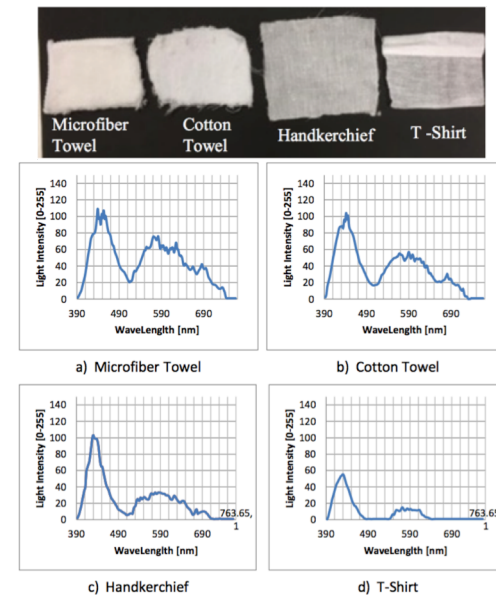 Microfiber
Towel
Cotton
Towel
Handkerchief
T -Shirt
Light Intensity [0-255]
140
120
100
80
60
40
20
0
390 490 590 690
WaveLength [nm]
a) Microfiber Towel
Light Intensity [0-255]
140
120
100
80
60
40
20
0
390 490 590 690
WaveLength [nm]
b) Cotton Towel
Light Intensity [0-255]
140
120
100
80
60
40
20
0
763.65,
1
390 490 590 690
WaveLength [nm]
c) Handkerchief
Light Intensity [0-255]
140
120
100
80
60
40
20
0
763.65
1
390 490 590 690
WaveLength [nm]
d) T-Shirt